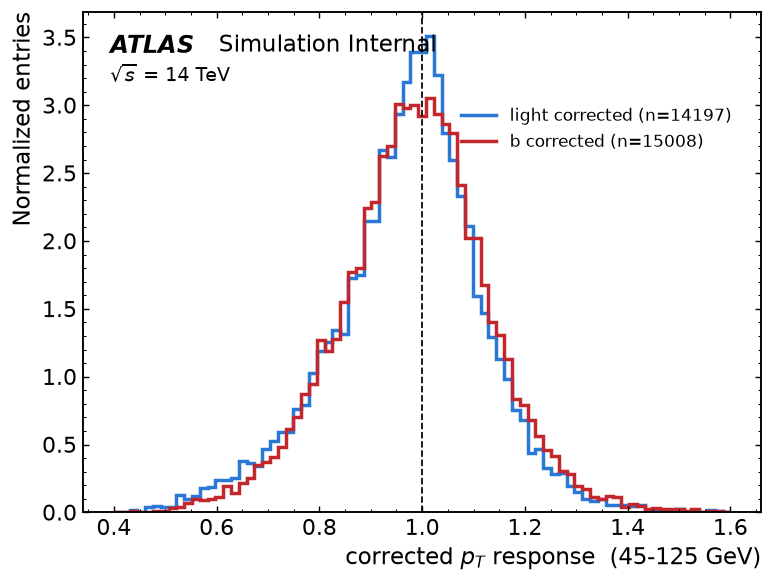 ATLAS Simulation Internal
√s = 14 TeV
light corrected (n=14197)
b corrected (n=15008)
Normalized entries
3.5
3.0
2.5
2.0
1.5
1.0
0.5
0.0
0.4 0.6 0.8 1.0 1.2 1.4 1.6
corrected p_T response (45-125 GeV)